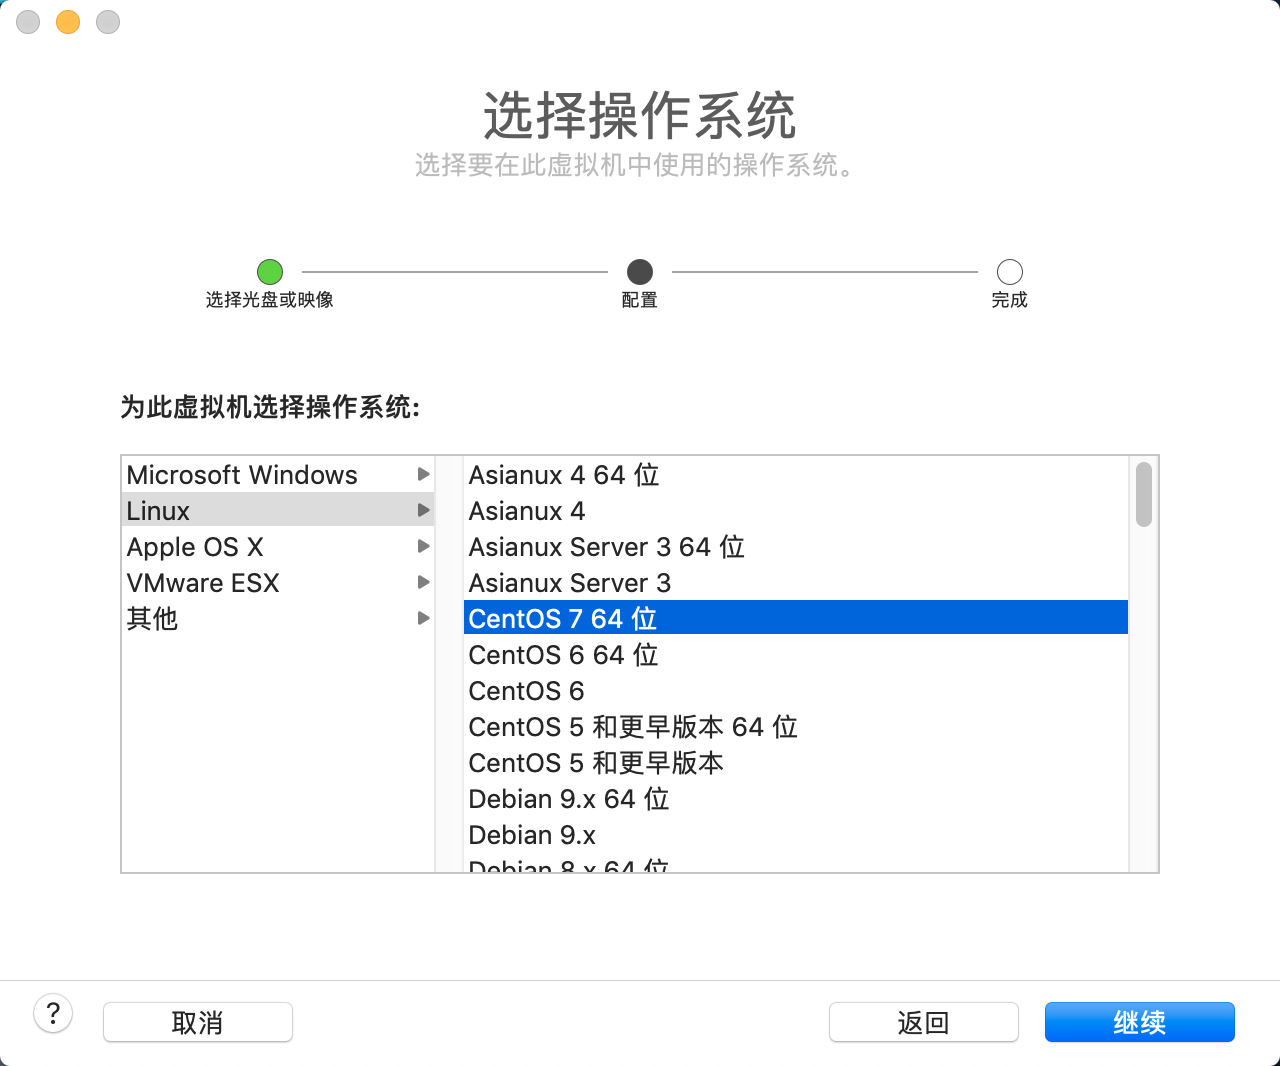 选择操作系统
选择要在此虚拟机中使用的操作系统。
选择光盘或映像
配置
完成
为此虚拟机选择操作系统:
Microsoft Windows
Linux
Apple OS X
VMware ESX
其他
Asianux 4 64 位
Asianux 4
Asianux Server 3 64 位
Asianux Server 3
CentOS 7 64 位
CentOS 6 64 位
CentOS 6
CentOS 5 和更早版本 64 位
CentOS 5 和更早版本
Debian 9.x 64 位
Debian 9.x
Debian 8.x 64 位
?
取消
返回
继续